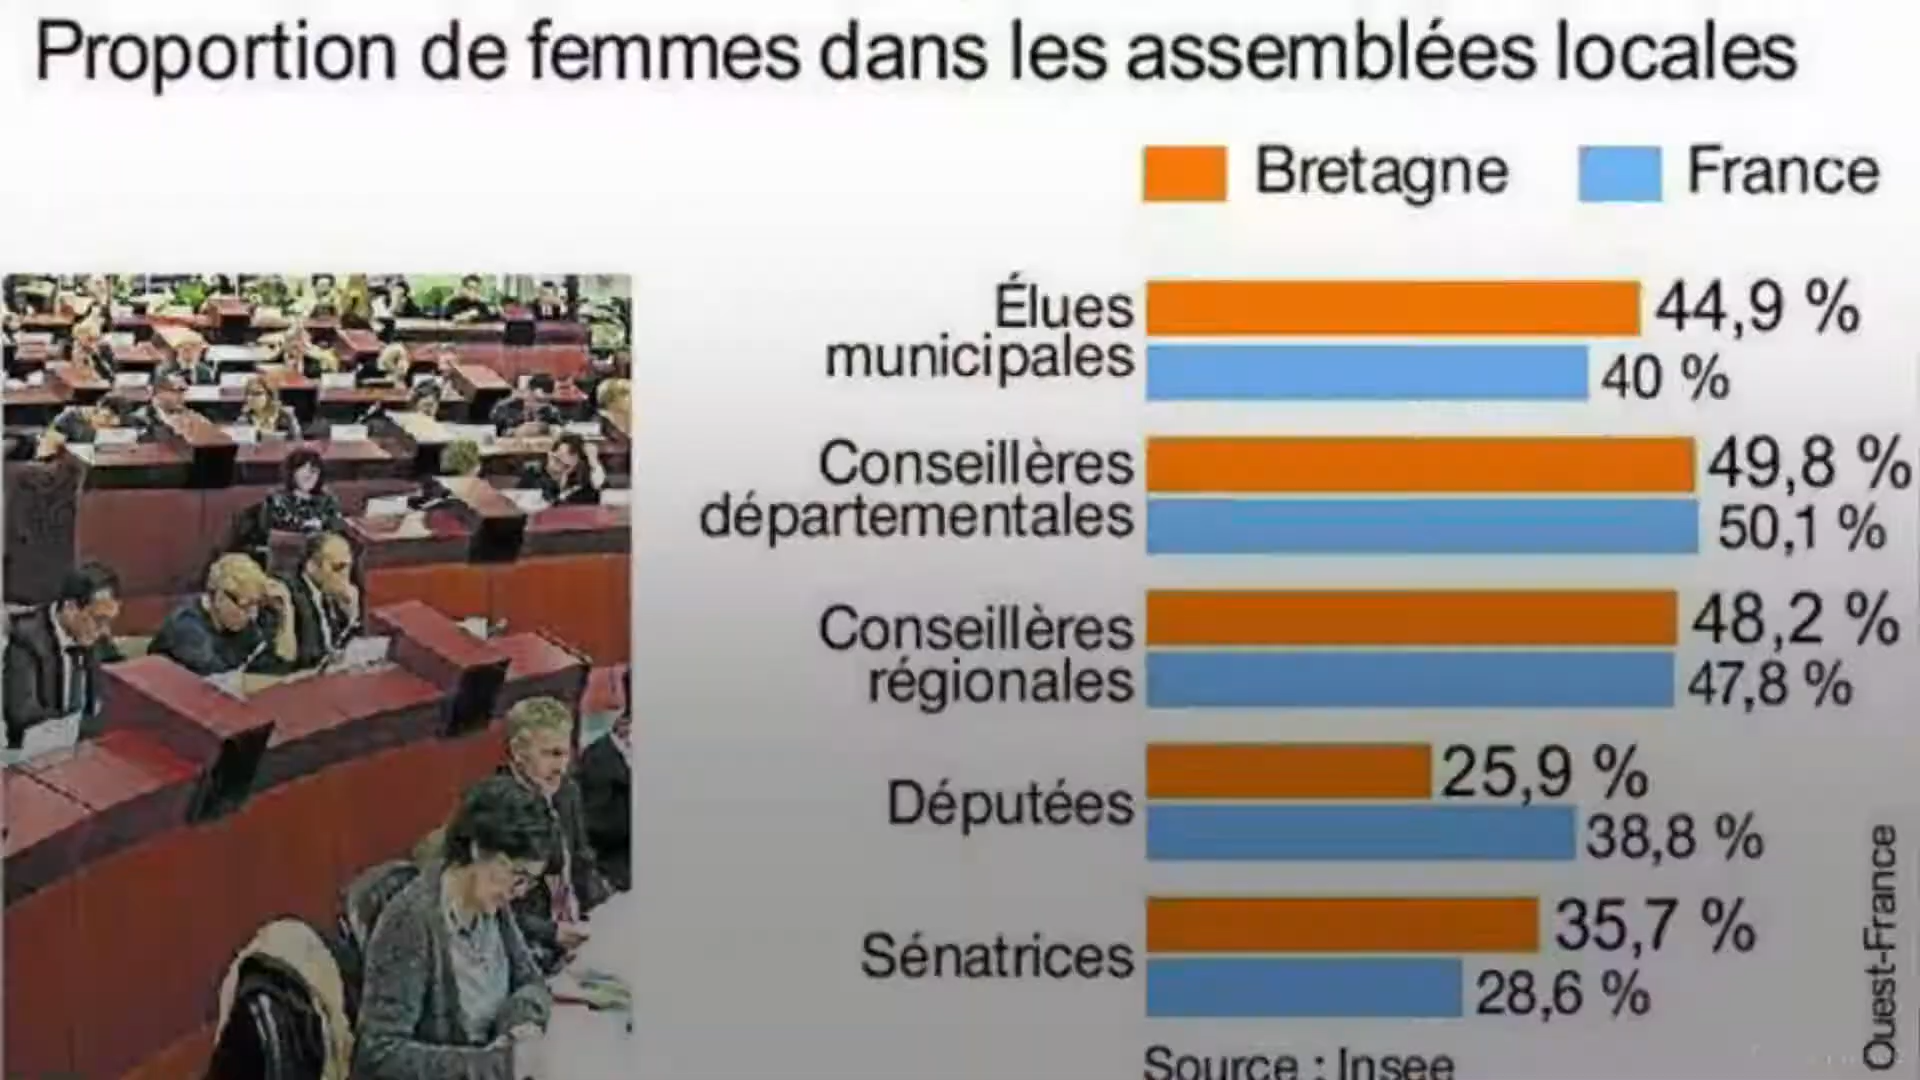 Proportion de femmes dans les assemblées locales
Bretagne
France
Élues
municipales
44,9 %
40 %
Conseillères
départementales
49,8 %
50,1 %
Conseillères
régionales
48,2 %
47,8 %
Députées
25,9 %
38,8 %
Sénatrices
35,7 %
28,6 %
Source : Insee
Ouest-France